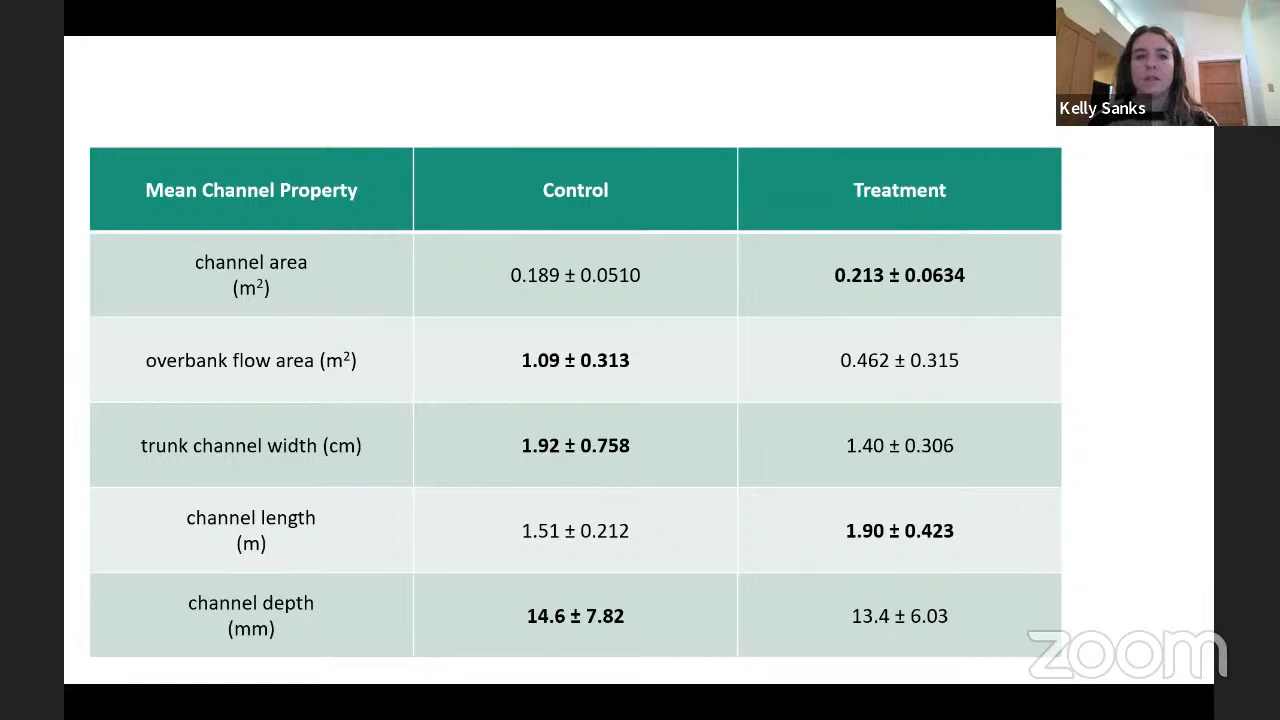 Kelly Sanks
Mean Channel Property Control Treatment
channel area
(m²)
0.189 ± 0.0510 0.213 ± 0.0634
overbank flow area (m²) 1.09 ± 0.313 0.462 ± 0.315
trunk channel width (cm) 1.92 ± 0.758 1.40 ± 0.306
channel length
(m)
1.51 ± 0.212 1.90 ± 0.423
channel depth
(mm)
14.6 ± 7.82 13.4 ± 6.03
zoom